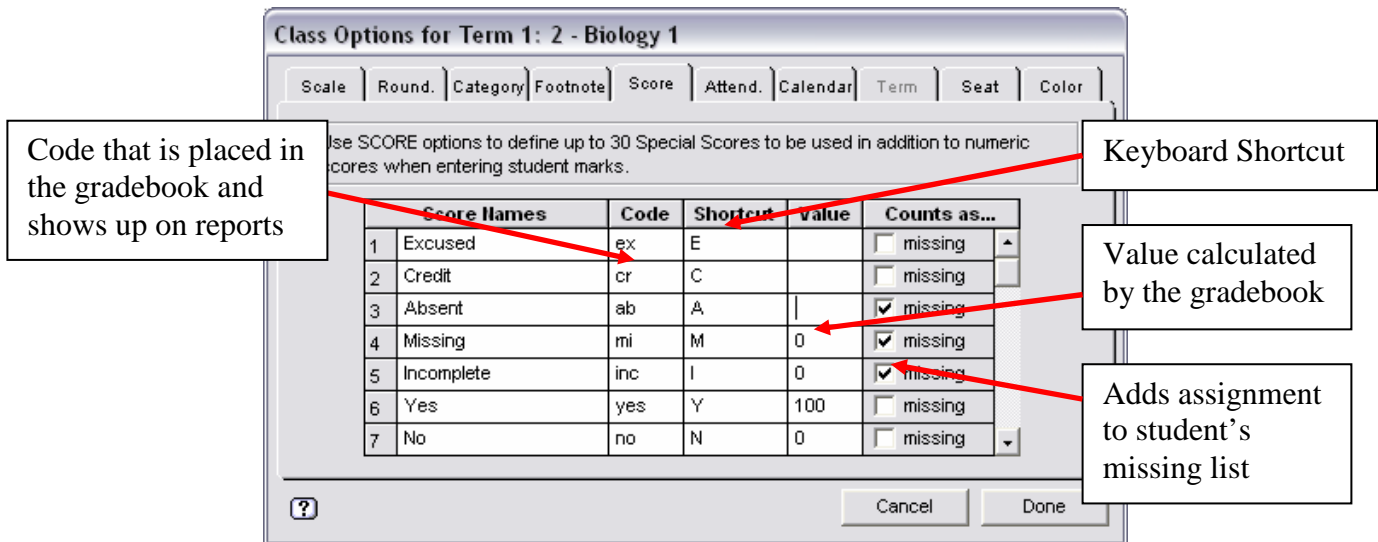 Class Options for Term 1: 2 - Biology 1
Scale Round. Category Footnote Score Attend. Calendar Term Seat Color
Use SCORE options to define up to 30 Special Scores to be used in addition to numeric
scores when entering student marks.
Code that is placed in
the gradebook and
shows up on reports
Keyboard Shortcut
Value calculated
by the gradebook
Adds assignment
to student's
missing list
Score Names Code Shortcut Value Counts as...
1 Excused ex E missing
2 Credit cr C missing
3 Absent ab A missing
4 Missing mi M 0 missing
5 Incomplete inc I 0 missing
6 Yes yes Y 100 missing
7 No no N 0 missing
? Cancel Done